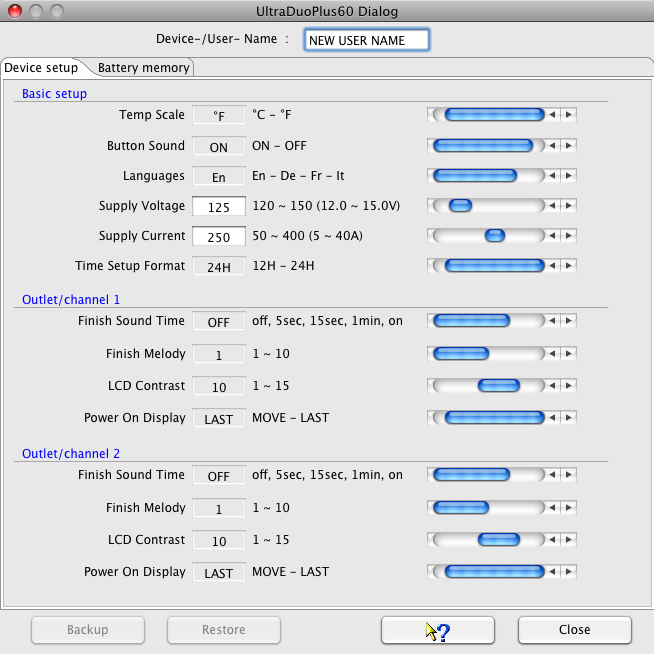 UltraDuoPlus60 Dialog
Device-/User- Name : NEW USER NAME
Device setup Battery memory
Basic setup
Temp Scale °F °C - °F
Button Sound ON ON - OFF
Languages En En - De - Fr - It
Supply Voltage 125 120 ~ 150 (12.0 ~ 15.0V)
Supply Current 250 50 ~ 400 (5 ~ 40A)
Time Setup Format 24H 12H - 24H
Outlet/channel 1
Finish Sound Time OFF off, 5sec, 15sec, 1min, on
Finish Melody 1 1 ~ 10
LCD Contrast 10 1 ~ 15
Power On Display LAST MOVE - LAST
Outlet/channel 2
Finish Sound Time OFF off, 5sec, 15sec, 1min, on
Finish Melody 1 1 ~ 10
LCD Contrast 10 1 ~ 15
Power On Display LAST MOVE - LAST
Backup Restore ? Close